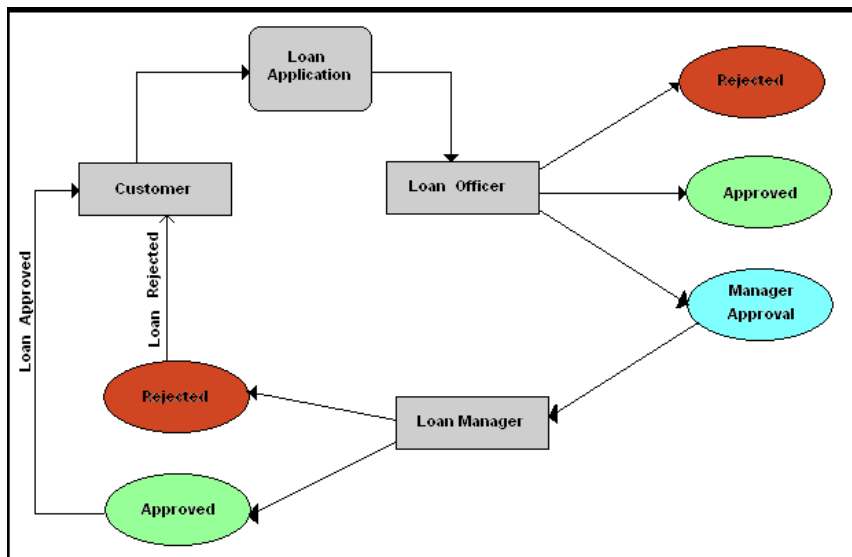 Loan
Application
Rejected
Customer
Loan Officer
Approved
Manager
Approval
Loan Approved
Loan Rejected
Rejected
Loan Manager
Approved